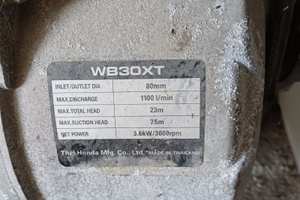 WB30XT
INLET/OUTLET DIA 80mm
MAX.DISCHARGE 1100 l/min
MAX.TOTAL HEAD 23m
MAX.SUCTION HEAD 7.5m
NET POWER 3.6kW/3600rpm
The Honda Mfg. Co., Ltd. MADE IN THAILAND